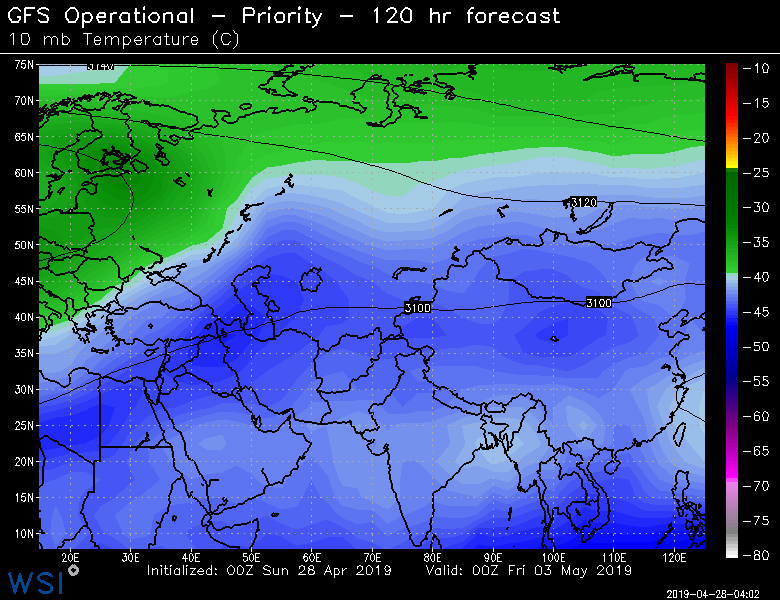 GFS Operational - Priority - 120 hr forecast
10 mb Temperature (C)
75N
70N
65N
60N
55N
50N
45N
40N
35N
30N
25N
20N
15N
10N
3140
3120
3100
3100
-10
-15
-20
-25
-30
-35
-40
-45
-50
-55
-60
-65
-70
-75
-80
20E 30E 40E 50E 60E 70E 80E 90E 100E 110E 120E
Initialized: 00Z Sun 28 Apr 2019 Valid: 00Z Fri 03 May 2019
WSI
2019-04-28-04:02